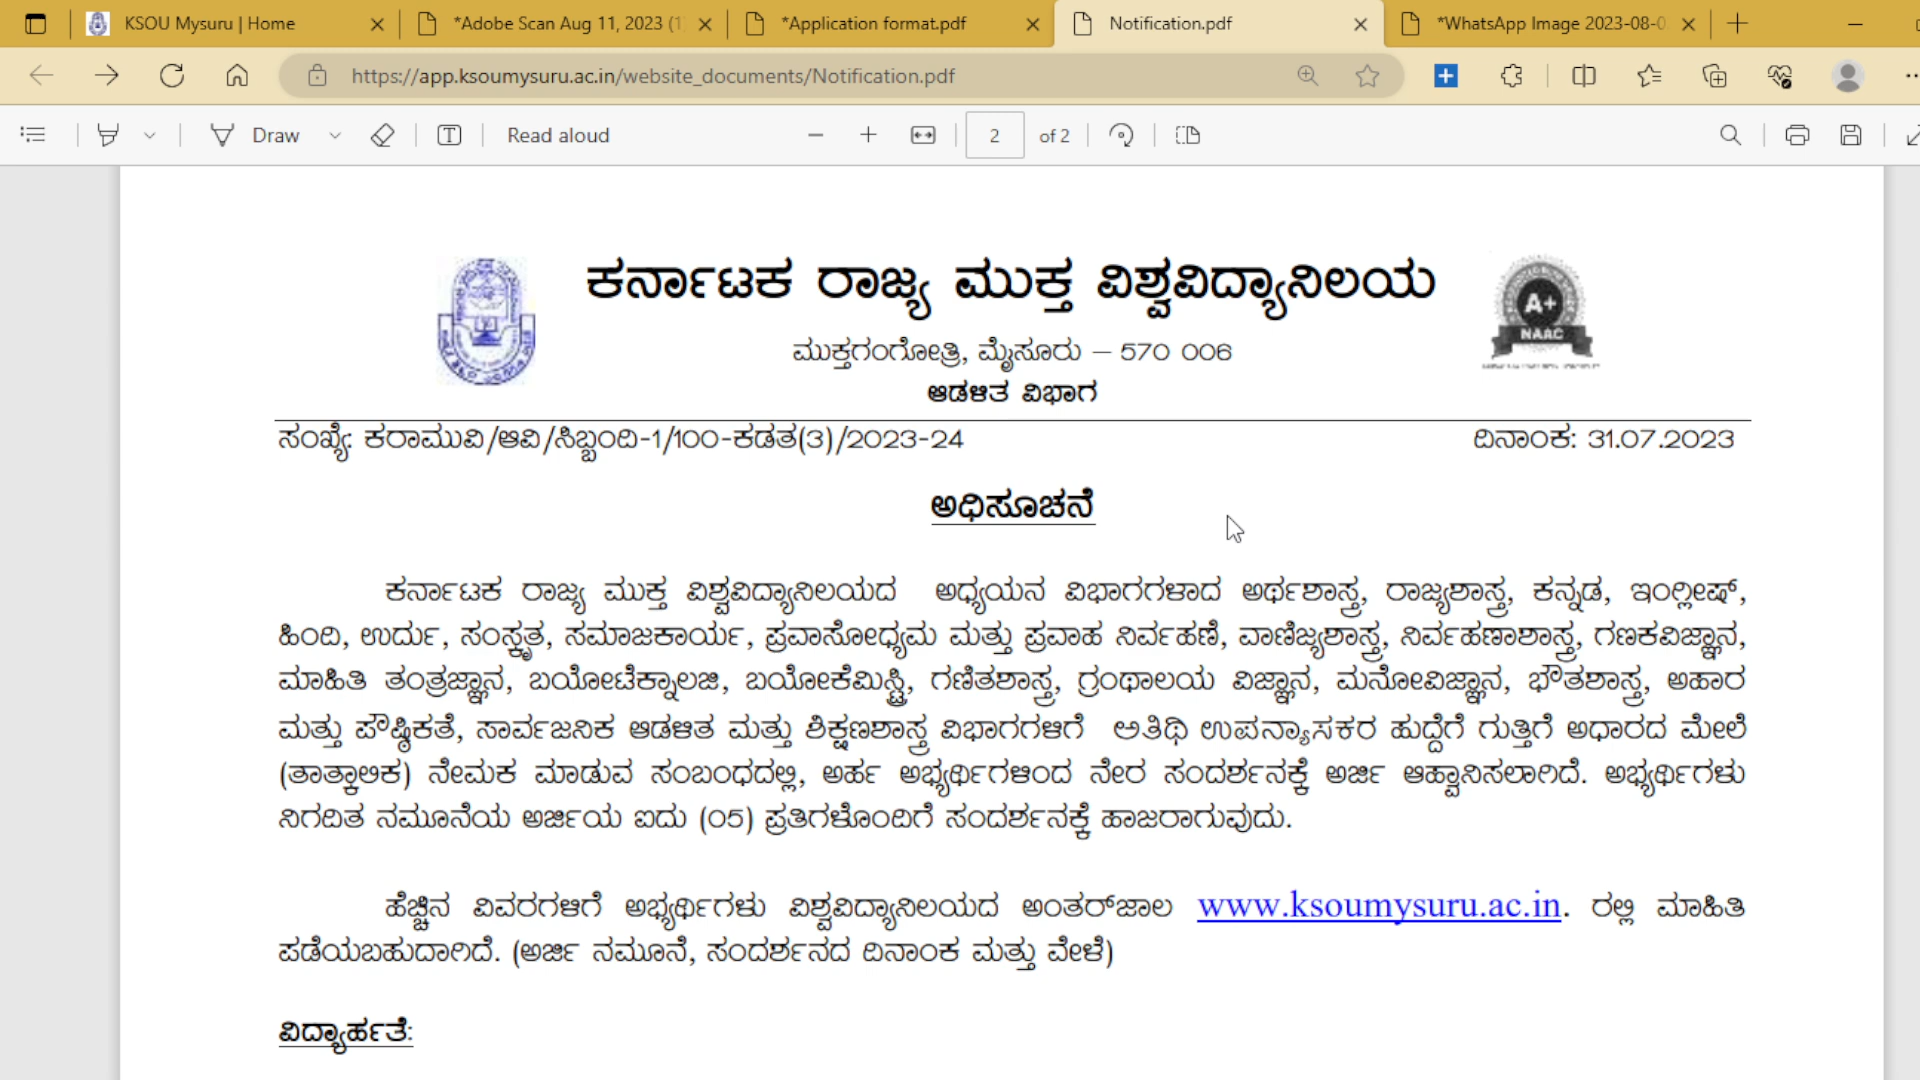 KSOU Mysuru | Home
*Adobe Scan Aug 11, 2023 (1
*Application format.pdf
Notification.pdf
*WhatsApp Image 2023-08-0
https://app.ksoumysuru.ac.in/website_documents/Notification.pdf
Draw
Read aloud
2 of 2
ಕರ್ನಾಟಕ ರಾಜ್ಯ ಮುಕ್ತ ವಿಶ್ವವಿದ್ಯಾನಿಲಯ
A+
NAAC
ಮುಕ್ತಗಂಗೋತ್ರಿ, ಮೈಸೂರು – 570 006
ಆಡಳಿತ ವಿಭಾಗ
ಸಂಖ್ಯೆ: ಕರಾಮುವಿ/ಆವಿ/ಸಿಬ್ಬಂದಿ-1/100-ಕಡತ(3)/2023-24 ದಿನಾಂಕ: 31.07.2023
ಅಧಿಸೂಚನೆ
ಕರ್ನಾಟಕ ರಾಜ್ಯ ಮುಕ್ತ ವಿಶ್ವವಿದ್ಯಾನಿಲಯದ ಅಧ್ಯಯನ ವಿಭಾಗಗಳಾದ ಅರ್ಥಶಾಸ್ತ್ರ, ರಾಜ್ಯಶಾಸ್ತ್ರ, ಕನ್ನಡ, ಇಂಗ್ಲೀಷ್,
ಹಿಂದಿ, ಉರ್ದು, ಸಂಸ್ಕೃತ, ಸಮಾಜಕಾರ್ಯ, ಪ್ರವಾಸೋಧ್ಯಮ ಮತ್ತು ಪ್ರವಾಹ ನಿರ್ವಹಣೆ, ವಾಣಿಜ್ಯಶಾಸ್ತ್ರ, ನಿರ್ವಹಣಾಶಾಸ್ತ್ರ, ಗಣಕವಿಜ್ಞಾನ,
ಮಾಹಿತಿ ತಂತ್ರಜ್ಞಾನ, ಬಯೋಟೆಕ್ನಾಲಜಿ, ಬಯೋಕೆಮಿಸ್ಟ್ರಿ, ಗಣಿತಶಾಸ್ತ್ರ, ಗ್ರಂಥಾಲಯ ವಿಜ್ಞಾನ, ಮನೋವಿಜ್ಞಾನ, ಭೌತಶಾಸ್ತ್ರ, ಅಹಾರ
ಮತ್ತು ಪೌಷ್ಠಿಕತೆ, ಸಾರ್ವಜನಿಕ ಆಡಳಿತ ಮತ್ತು ಶಿಕ್ಷಣಶಾಸ್ತ್ರ ವಿಭಾಗಗಳಿಗೆ ಅತಿಥಿ ಉಪನ್ಯಾಸಕರ ಹುದ್ದೆಗೆ ಗುತ್ತಿಗೆ ಅಧಾರದ ಮೇಲೆ
(ತಾತ್ಕಾಲಿಕ) ನೇಮಕ ಮಾಡುವ ಸಂಬಂಧದಲ್ಲಿ, ಅರ್ಹ ಅಭ್ಯರ್ಥಿಗಳಿಂದ ನೇರ ಸಂದರ್ಶನಕ್ಕೆ ಅರ್ಜಿ ಆಹ್ವಾನಿಸಲಾಗಿದೆ. ಅಭ್ಯರ್ಥಿಗಳು
ನಿಗದಿತ ನಮೂನೆಯ ಅರ್ಜಿಯ ಐದು (05) ಪ್ರತಿಗಳೊಂದಿಗೆ ಸಂದರ್ಶನಕ್ಕೆ ಹಾಜರಾಗುವುದು.
ಹೆಚ್ಚಿನ ವಿವರಗಳಿಗೆ ಅಭ್ಯರ್ಥಿಗಳು ವಿಶ್ವವಿದ್ಯಾನಿಲಯದ ಅಂತರ್‌ಜಾಲ www.ksoumysuru.ac.in. ರಲ್ಲಿ ಮಾಹಿತಿ
ಪಡೆಯಬಹುದಾಗಿದೆ. (ಅರ್ಜಿ ನಮೂನೆ, ಸಂದರ್ಶನದ ದಿನಾಂಕ ಮತ್ತು ವೇಳೆ)
ವಿದ್ಯಾರ್ಹತೆ: